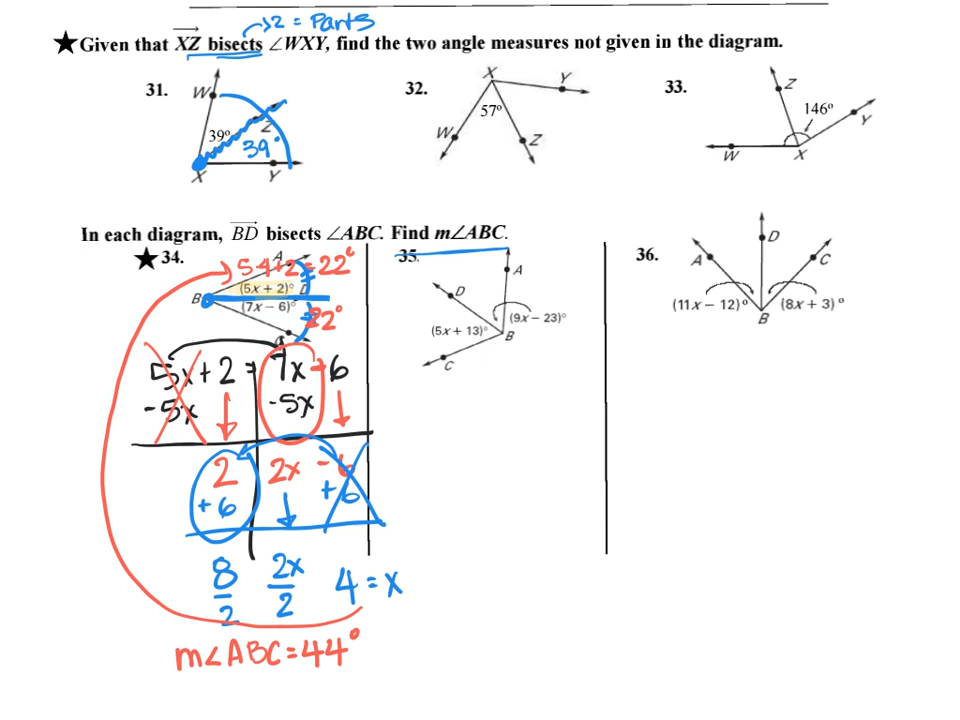 →2 = Parts
★Given that XZ bisects ∠WXY, find the two angle measures not given in the diagram.
31.
W
39°
Z
39°
X
Y
32.
X
Y
57°
W
Z
33.
Z
146°
Y
W
X
In each diagram, BD bisects ∠ABC. Find m∠ABC.
★34.
5·4+2=22°
A
(5x + 2)°
D
B
(7x – 6)°
22°
C
5x+2=7x-6
-5x
-5x
2
2x
-6
+6
+6
8/2
2x/2
4=x
m∠ABC=44°
35.
A
D
(9x – 23)°
(5x + 13)°
B
C
36.
D
A
C
(11x – 12)°
(8x + 3)°
B